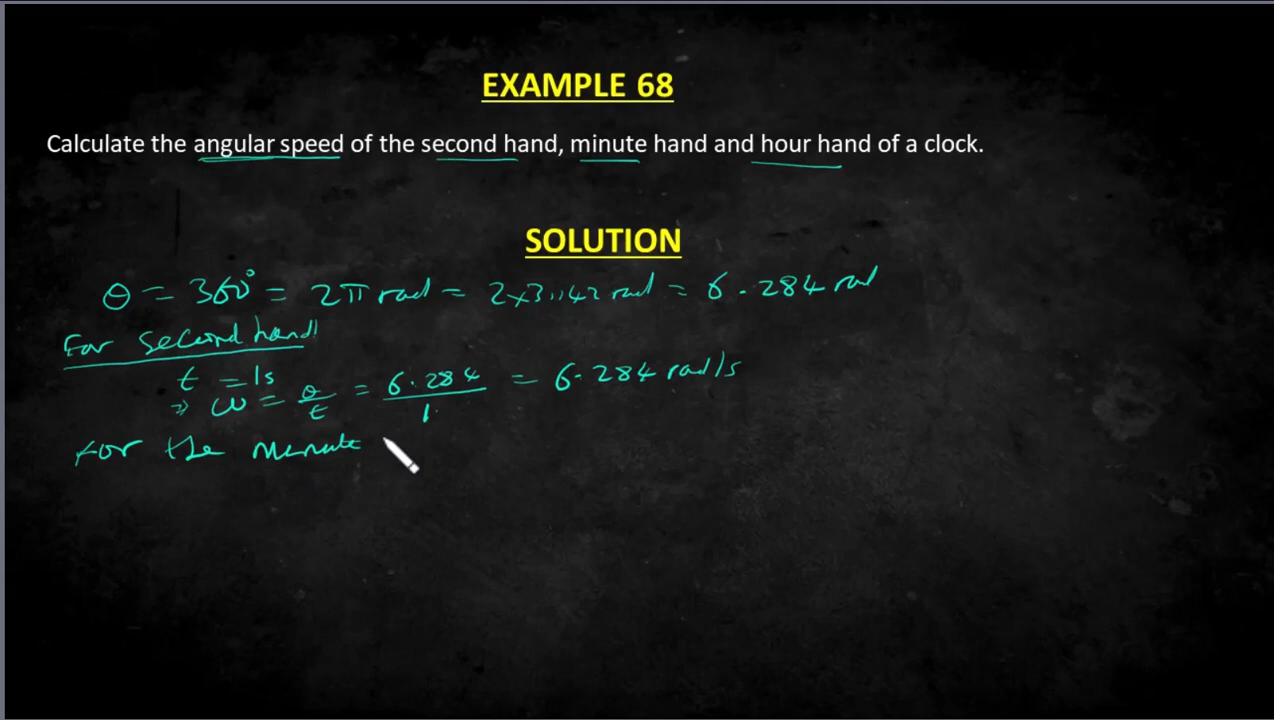 EXAMPLE 68
Calculate the angular speed of the second hand, minute hand and hour hand of a clock.
SOLUTION
θ = 360° = 2π rad = 2×3.142 rad = 6.284 rad
For second hand
t = 1s
⇒ ω = θ/t = 6.284/1 = 6.284 rad/s
For the minute